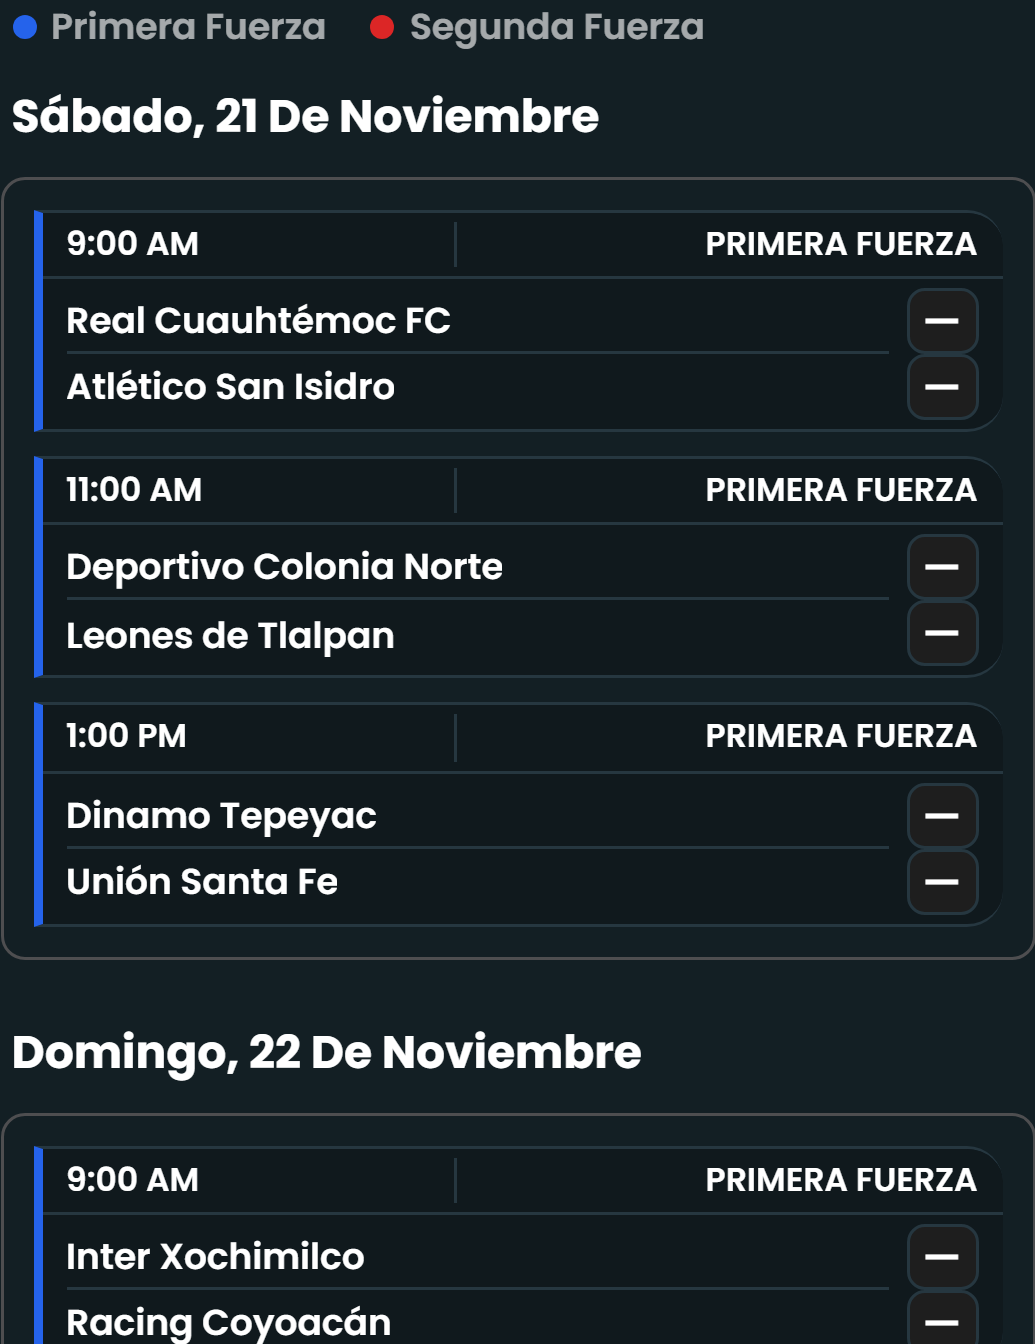 Primera Fuerza Segunda Fuerza
Sábado, 21 De Noviembre
9:00 AM PRIMERA FUERZA
Real Cuauhtémoc FC —
Atlético San Isidro —
11:00 AM PRIMERA FUERZA
Deportivo Colonia Norte —
Leones de Tlalpan —
1:00 PM PRIMERA FUERZA
Dinamo Tepeyac —
Unión Santa Fe —
Domingo, 22 De Noviembre
9:00 AM PRIMERA FUERZA
Inter Xochimilco —
Racing Coyoacán —